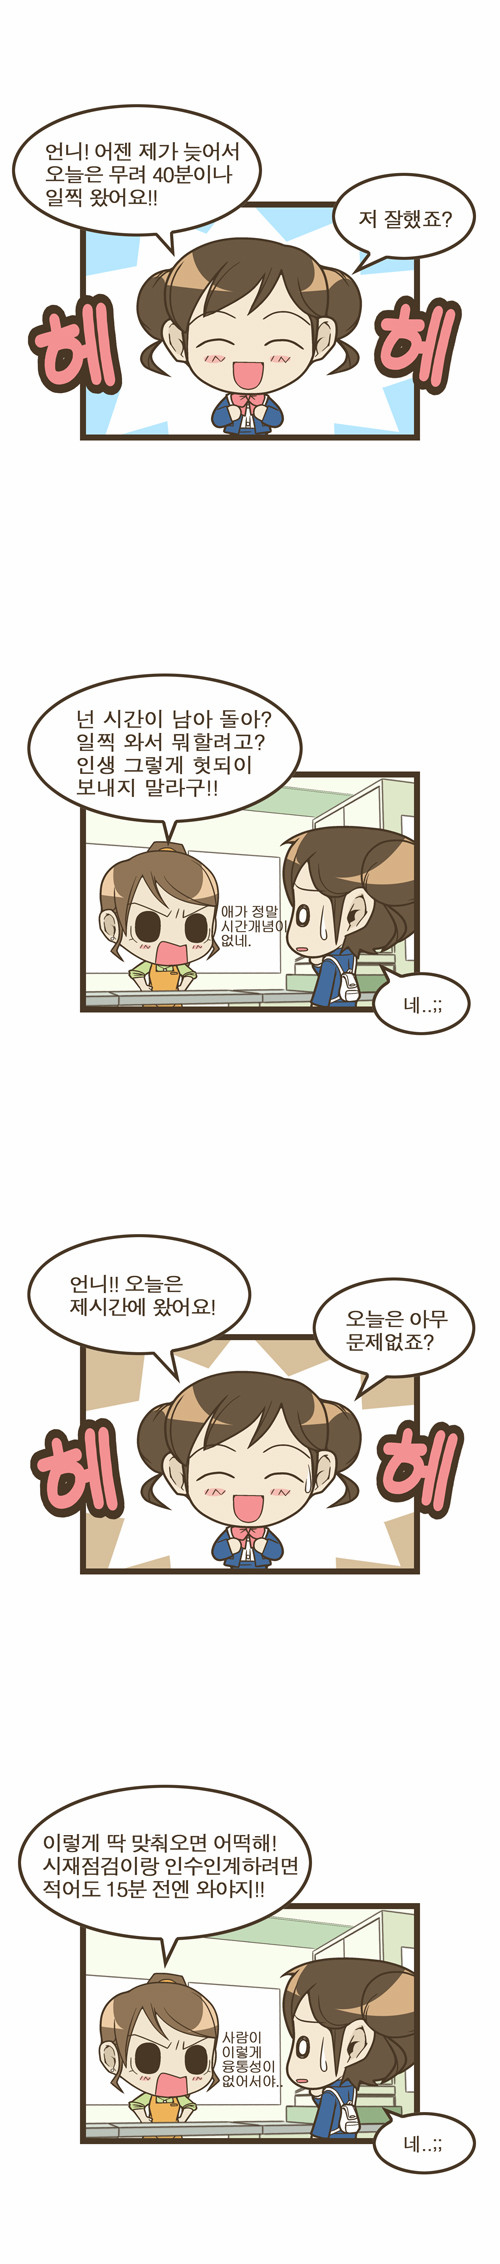 언니! 어젠 제가 늦어서
오늘은 무려 40분이나
일찍 왔어요!!
저 잘했죠?
헤
헤
넌 시간이 남아 돌아?
일찍 와서 뭐할려고?
인생 그렇게 헛되이
보내지 말라구!!
애가 정말
시간개념이
없네.
네..;;
언니!! 오늘은
제시간에 왔어요!
오늘은 아무
문제없죠?
헤
헤
이렇게 딱 맞춰오면 어떡해!
시재점검이랑 인수인계하려면
적어도 15분 전엔 와야지!!
사람이
이렇게
융통성이
없어서야..
네..;;